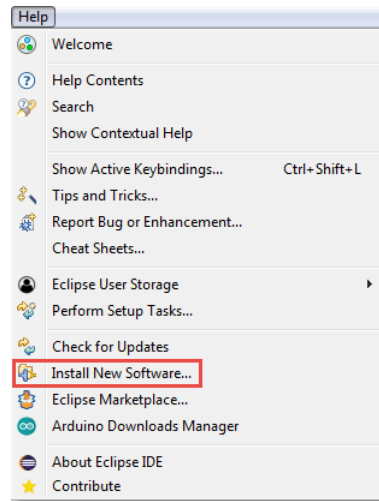 Help
Welcome
Help Contents
Search
Show Contextual Help
Show Active Keybindings... Ctrl+Shift+L
Tips and Tricks...
Report Bug or Enhancement...
Cheat Sheets...
Eclipse User Storage
Perform Setup Tasks...
Check for Updates
Install New Software...
Eclipse Marketplace...
Arduino Downloads Manager
About Eclipse IDE
Contribute